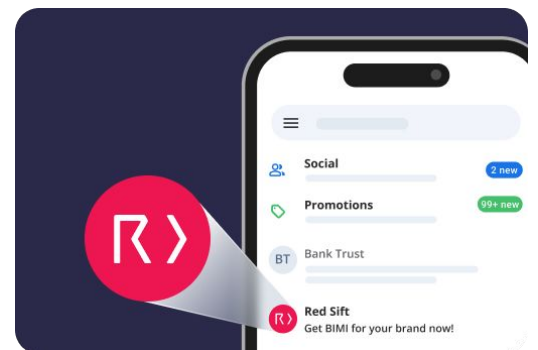 Social
2 new
Promotions
99+ new
BT
Bank Trust
Red Sift
Get BIMI for your brand now!